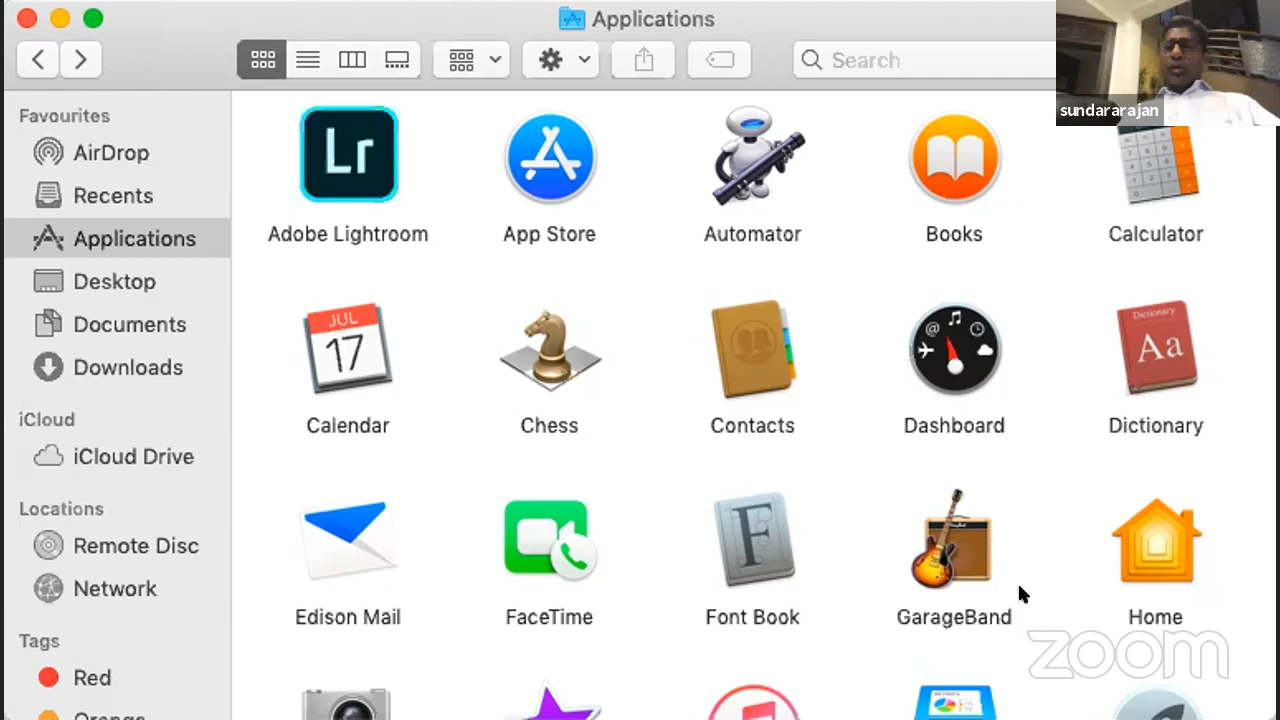 Applications
Search
sundararajan
Favourites
AirDrop
Recents
Applications
Desktop
Documents
Downloads
iCloud
iCloud Drive
Locations
Remote Disc
Network
Tags
Red
Orange
Lr
Adobe Lightroom
App Store
Automator
Books
Calculator
JUL
17
Calendar
Chess
Contacts
@
Dashboard
Dictionary
Aa
Dictionary
Edison Mail
FaceTime
F
Font Book
GarageBand
Home
zoom